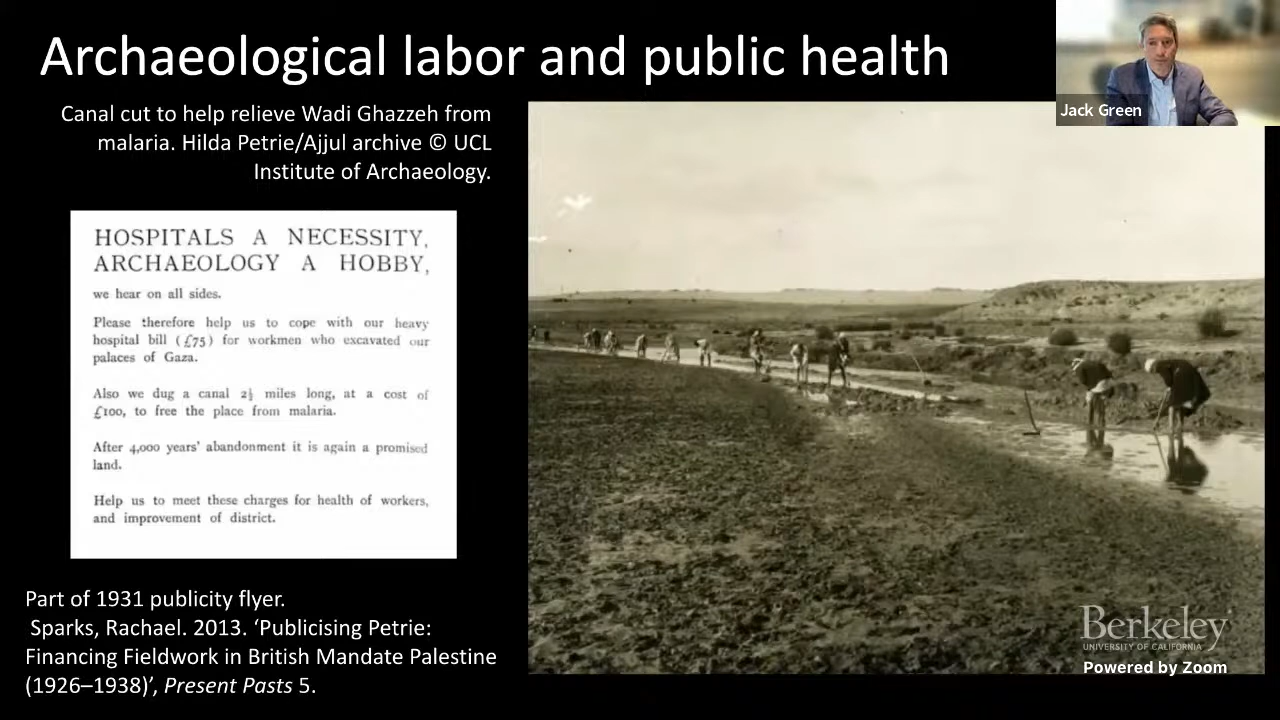 Archaeological labor and public health
Jack Green
Canal cut to help relieve Wadi Ghazzeh from
malaria. Hilda Petrie/Ajjul archive © UCL
Institute of Archaeology.
HOSPITALS A NECESSITY,
ARCHAEOLOGY A HOBBY,
we hear on all sides.
Please therefore help us to cope with our heavy
hospital bill (£75) for workmen who excavated our
palaces of Gaza.
Also we dug a canal 2½ miles long, at a cost of
£100, to free the place from malaria.
After 4,000 years' abandonment it is again a promised
land.
Help us to meet these charges for health of workers,
and improvement of district.
Part of 1931 publicity flyer.
Sparks, Rachael. 2013. ‘Publicising Petrie:
Financing Fieldwork in British Mandate Palestine
(1926–1938)’, Present Pasts 5.
Berkeley
UNIVERSITY OF CALIFORNIA
Powered by Zoom